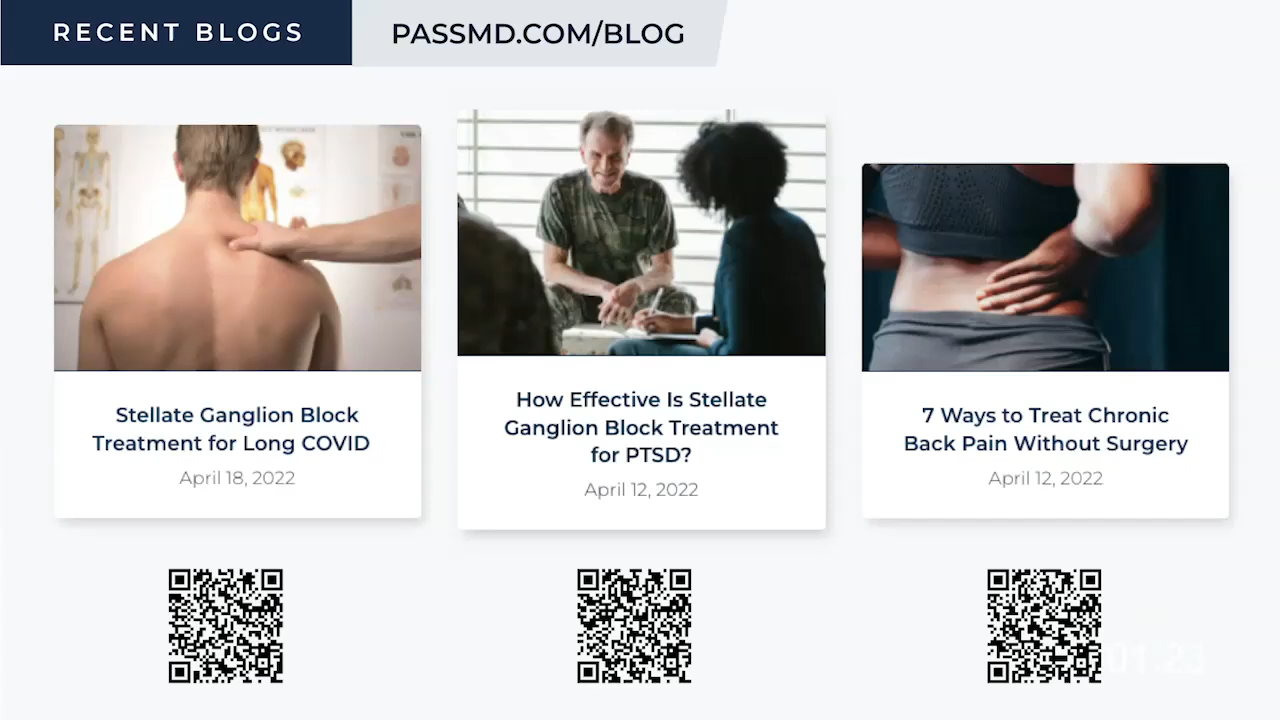 RECENT BLOGS
PASSMD.COM/BLOG
Stellate Ganglion Block
Treatment for Long COVID
April 18, 2022
How Effective Is Stellate
Ganglion Block Treatment
for PTSD?
April 12, 2022
7 Ways to Treat Chronic
Back Pain Without Surgery
April 12, 2022